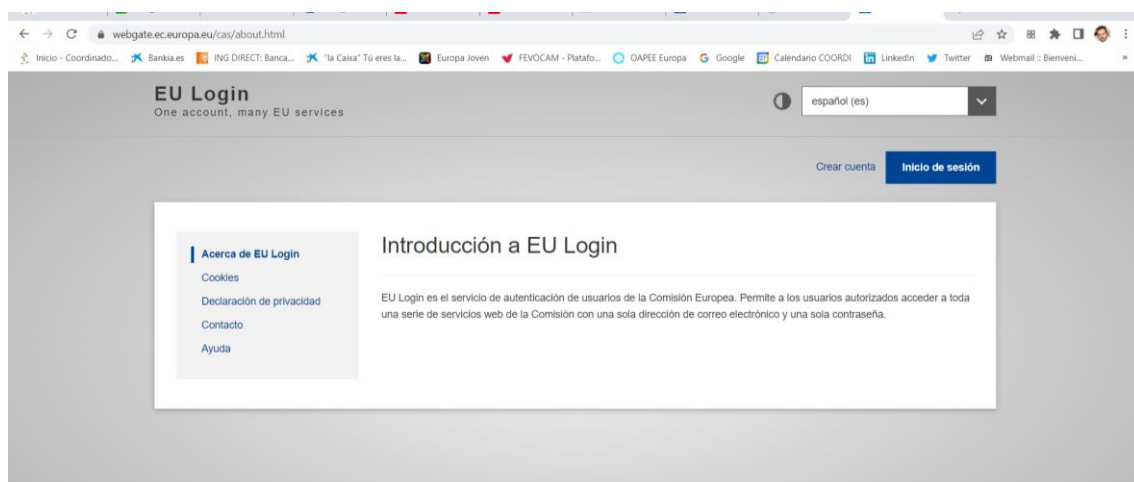 webgate.ec.europa.eu/cas/about.html
Inicio - Coordinado... Bankia.es ING DIRECT: Banca... "la Caixa" Tú eres la... Europa Joven FEVOCAM - Platafo... OAPEE Europa Google Calendario COORDI Linkedin Twitter Webmail :: Bienveni... »
EU Login
One account, many EU services
español (es)
Crear cuenta
Inicio de sesión
Acerca de EU Login
Cookies
Declaración de privacidad
Contacto
Ayuda
Introducción a EU Login
EU Login es el servicio de autenticación de usuarios de la Comisión Europea. Permite a los usuarios autorizados acceder a toda
una serie de servicios web de la Comisión con una sola dirección de correo electrónico y una sola contraseña.